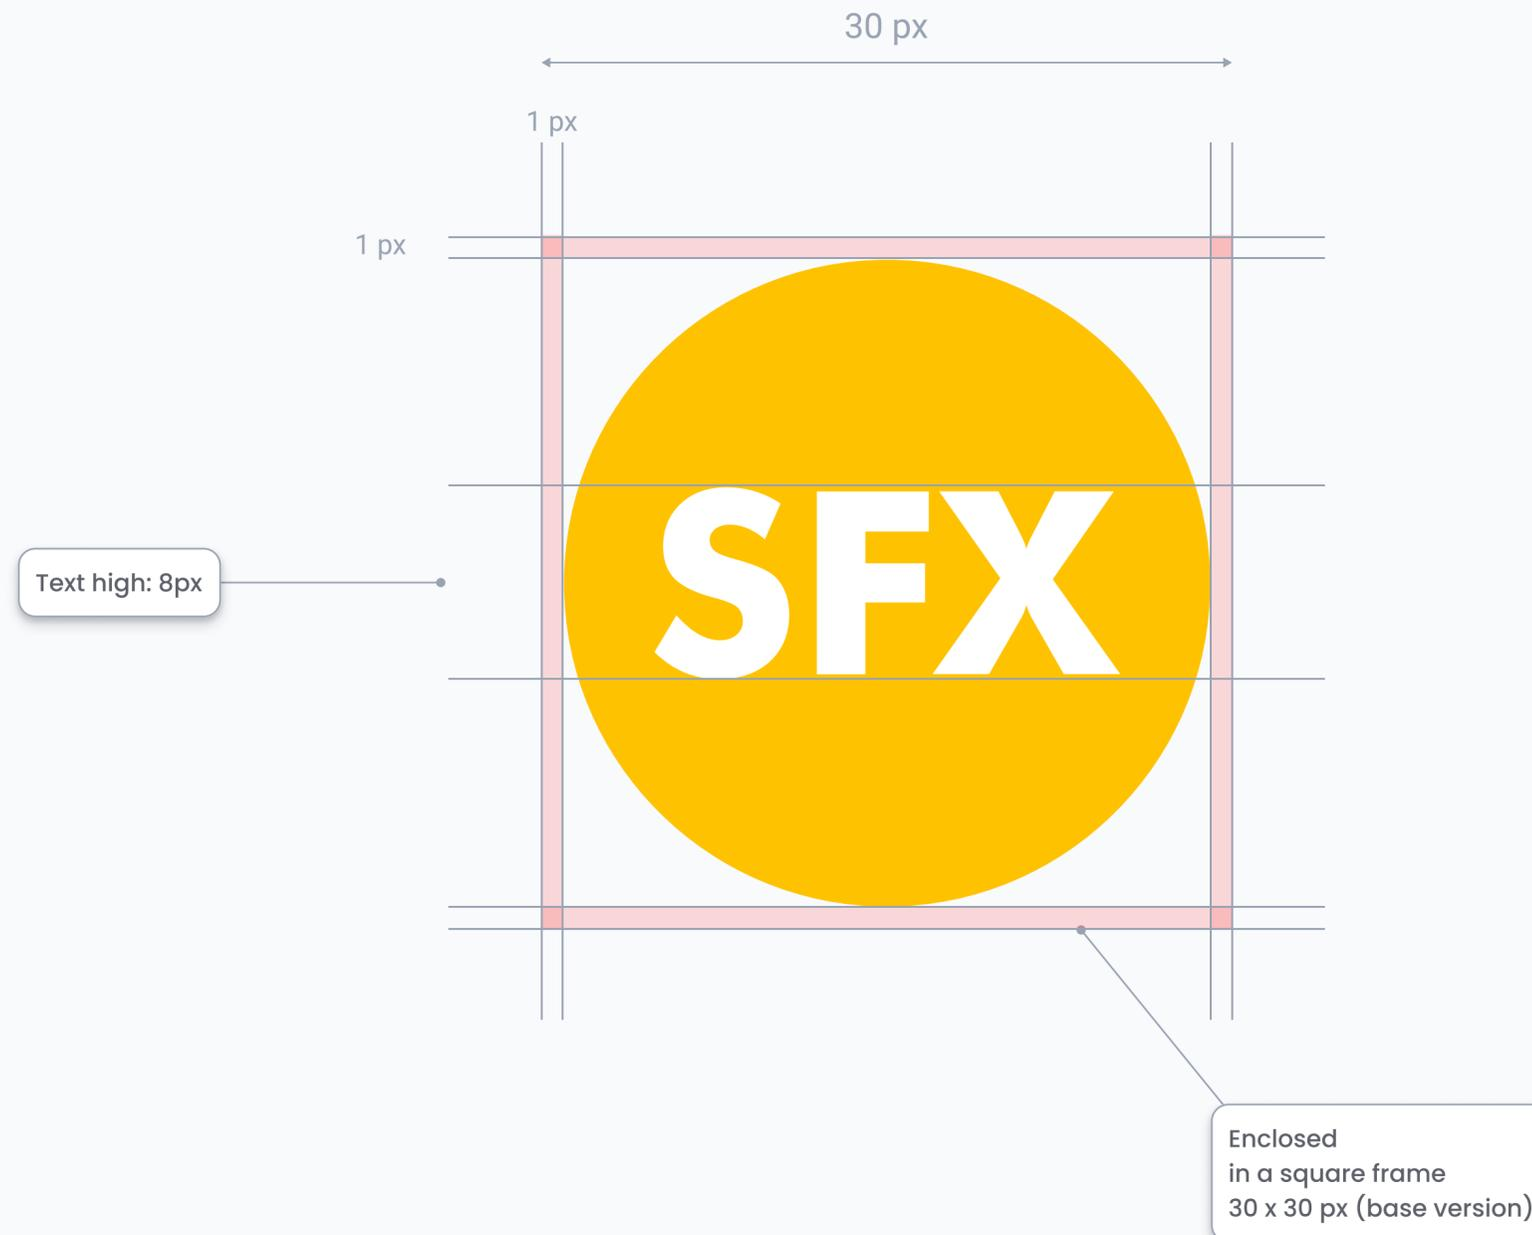 30 px
1 px
1 px
SFX
Text high: 8px
Enclosed
in a square frame
30 x 30 px (base version)